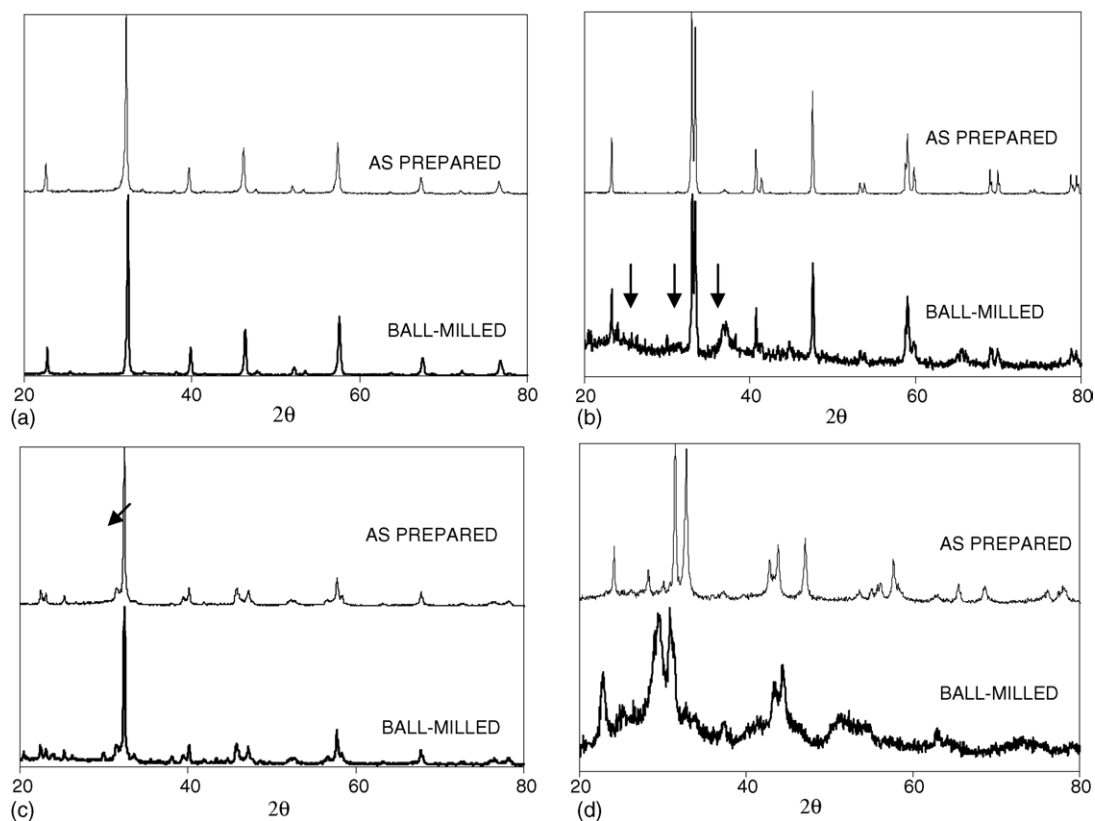 AS PREPARED
BALL-MILLED
20 40 60 80
(a) 2θ
AS PREPARED
BALL-MILLED
20 40 60 80
(b) 2θ
AS PREPARED
BALL-MILLED
20 40 60 80
(c) 2θ
AS PREPARED
BALL-MILLED
20 40 60 80
(d) 2θ